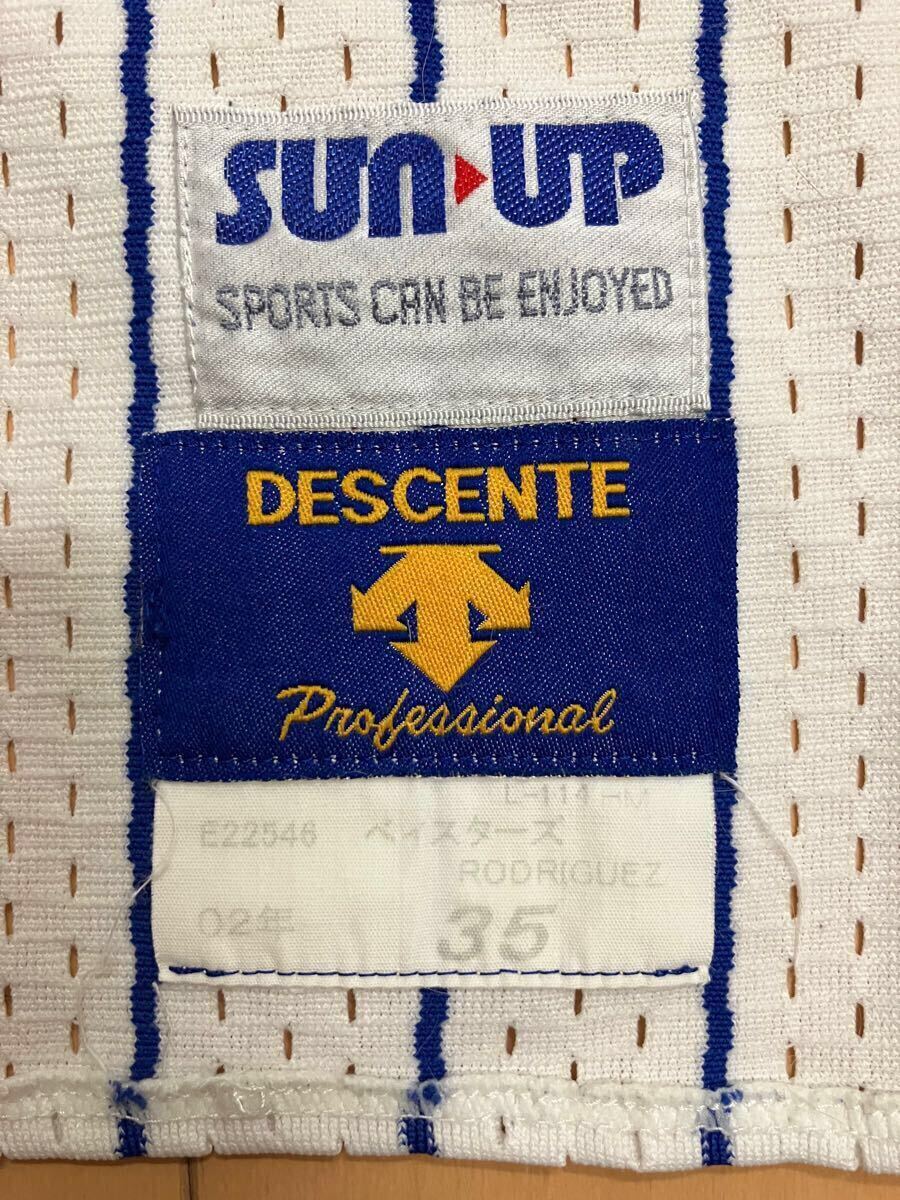 SUN UP
SPORTS CAN BE ENJOYED
DESCENTE
Professional
E22546 ベイスターズ
RODRIGUEZ
02年 35